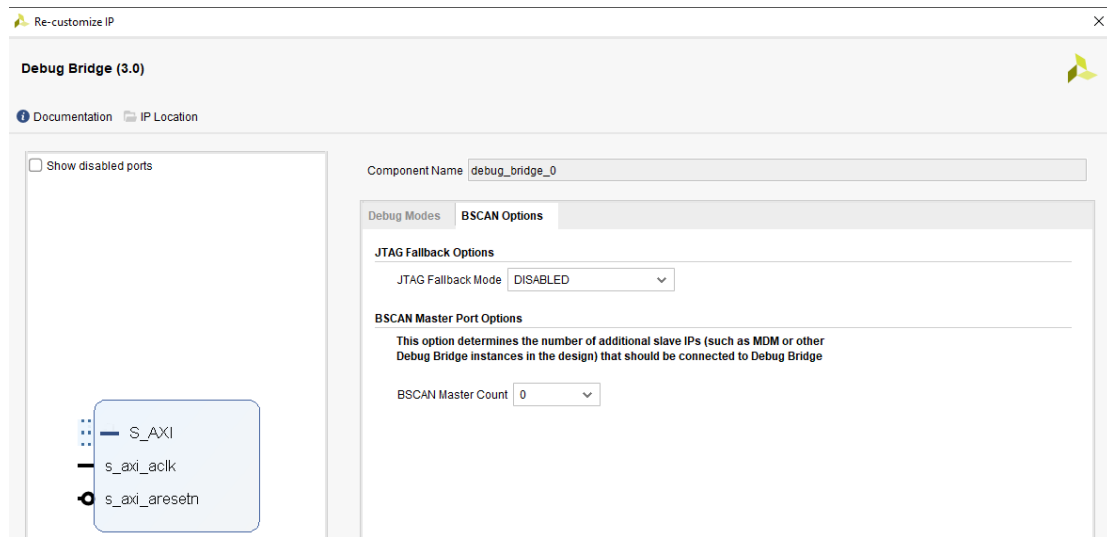 Re-customize IP
Debug Bridge (3.0)
Documentation IP Location
Show disabled ports
Component Name debug_bridge_0
Debug Modes BSCAN Options
JTAG Fallback Options
JTAG Fallback Mode DISABLED
BSCAN Master Port Options
This option determines the number of additional slave IPs (such as MDM or other
Debug Bridge instances in the design) that should be connected to Debug Bridge
BSCAN Master Count 0
S_AXI
s_axi_aclk
s_axi_aresetn